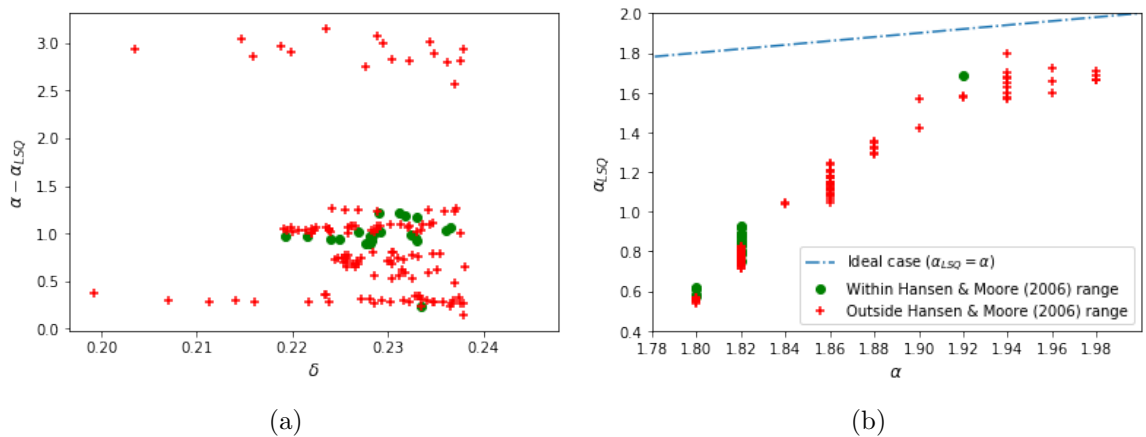 3.0
2.5
2.0
1.5
1.0
0.5
0.0
α − α_LSQ
0.20 0.21 0.22 0.23 0.24
δ
(a)
2.0
1.8
1.6
1.4
1.2
1.0
0.8
0.6
0.4
α_LSQ
Ideal case (α_LSQ = α)
Within Hansen & Moore (2006) range
Outside Hansen & Moore (2006) range
1.78 1.80 1.82 1.84 1.86 1.88 1.90 1.92 1.94 1.96 1.98
α
(b)